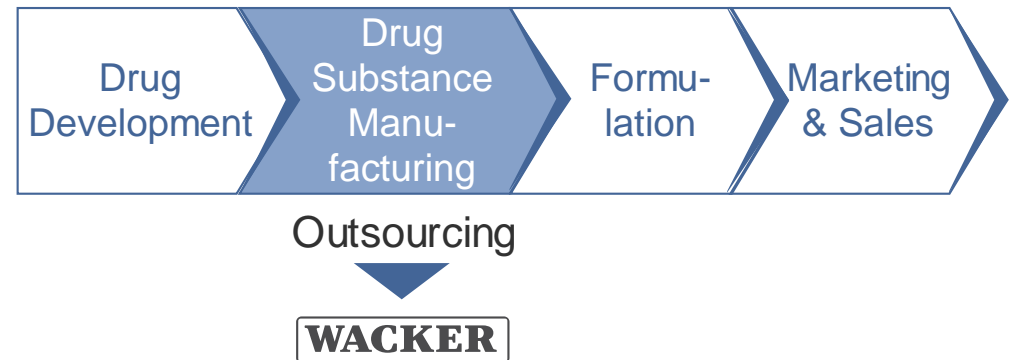 Drug
Development
Drug
Substance
Manu-
facturing
Formu-
lation
Marketing
& Sales
Outsourcing
WACKER